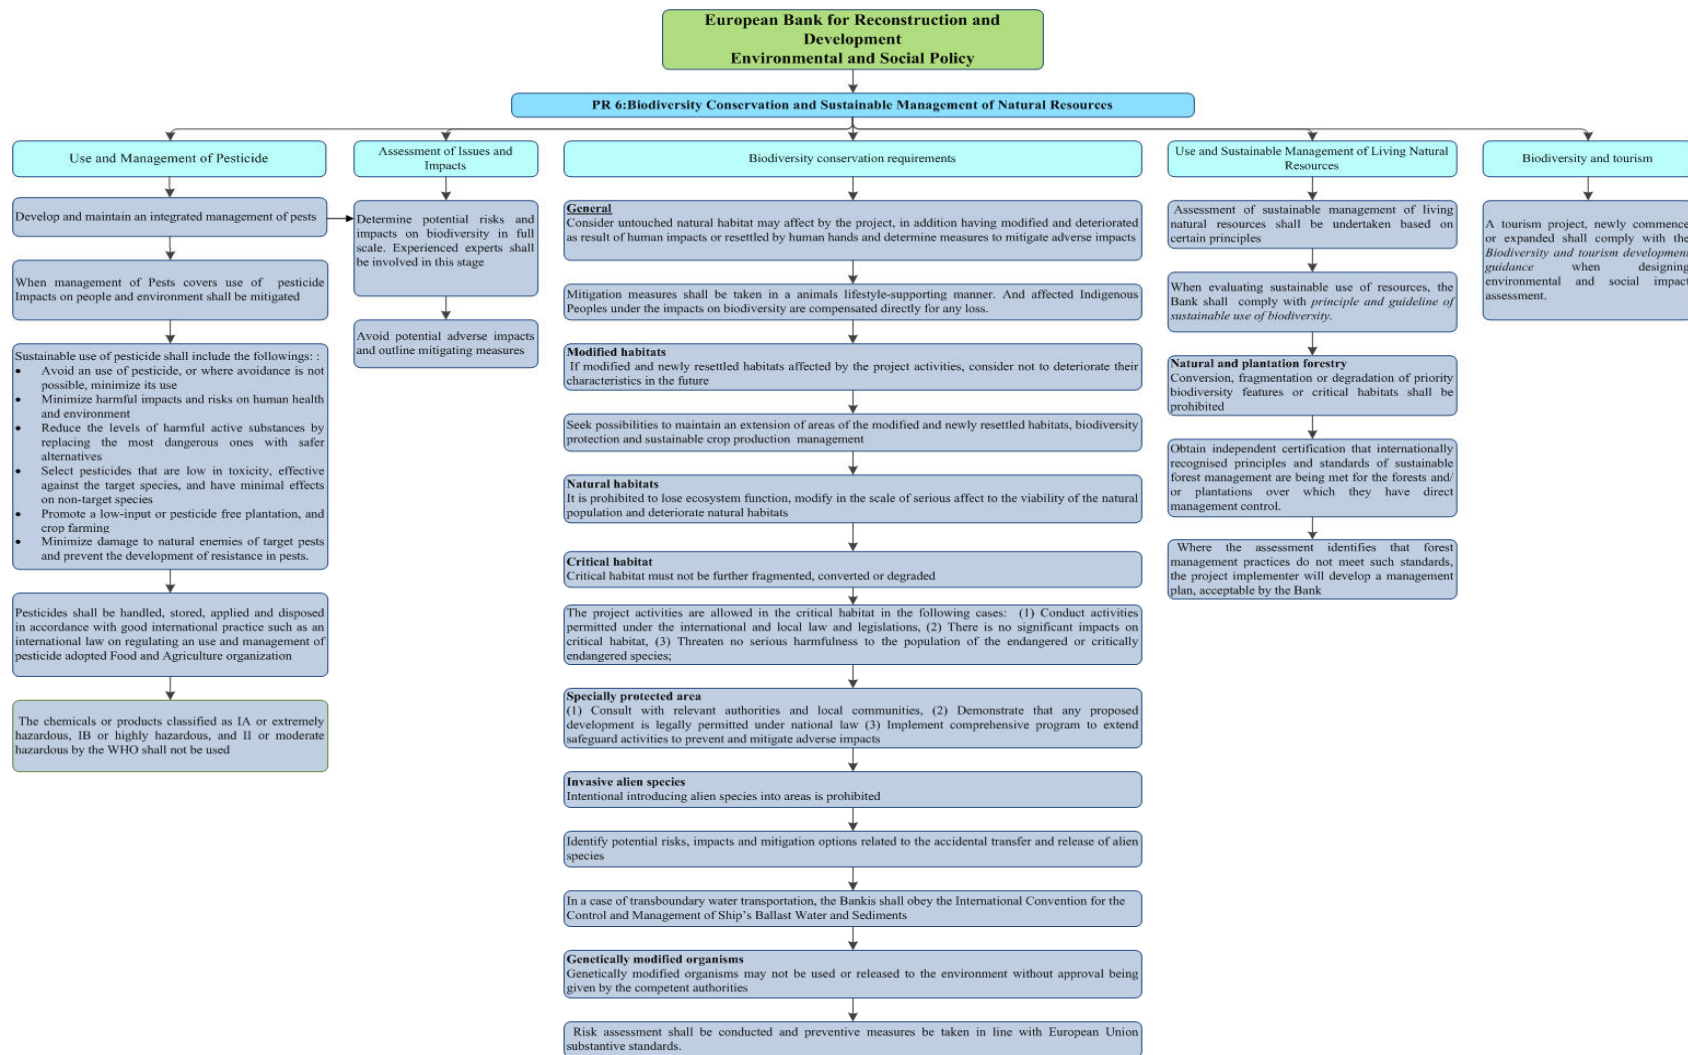 European Bank for Reconstruction and
Development
Environmental and Social Policy
PR 6:Biodiversity Conservation and Sustainable Management of Natural Resources
Use and Management of Pesticide
Develop and maintain an integrated management of pests
When management of Pests covers use of pesticide
Impacts on people and environment shall be mitigated
Sustainable use of pesticide shall include the followings: :
• Avoid an use of pesticide, or where avoidance is not
possible, minimize its use
• Minimize harmful impacts and risks on human health
and environment
• Reduce the levels of harmful active substances by
replacing the most dangerous ones with safer
alternatives
• Select pesticides that are low in toxicity, effective
against the target species, and have minimal effects
on non-target species
• Promote a low-input or pesticide free plantation, and
crop farming
• Minimize damage to natural enemies of target pests
and prevent the development of resistance in pests.
Pesticides shall be handled, stored, applied and disposed
in accordance with good international practice such as an
international law on regulating an use and management of
pesticide adopted Food and Agriculture organization
The chemicals or products classified as IA or extremely
hazardous, IB or highly hazardous, and II or moderate
hazardous by the WHO shall not be used
Assessment of Issues and
Impacts
Determine potential risks and
impacts on biodiversity in full
scale. Experienced experts shall
be involved in this stage
Avoid potential adverse impacts
and outline mitigating measures
Biodiversity conservation requirements
General
Consider untouched natural habitat may affect by the project, in addition having modified and deteriorated
as result of human impacts or resettled by human hands and determine measures to mitigate adverse impacts
Mitigation measures shall be taken in a animals lifestyle-supporting manner. And affected Indigenous
Peoples under the impacts on biodiversity are compensated directly for any loss.
Modified habitats
If modified and newly resettled habitats affected by the project activities, consider not to deteriorate their
characteristics in the future
Seek possibilities to maintain an extension of areas of the modified and newly resettled habitats, biodiversity
protection and sustainable crop production management
Natural habitats
It is prohibited to lose ecosystem function, modify in the scale of serious affect to the viability of the natural
population and deteriorate natural habitats
Critical habitat
Critical habitat must not be further fragmented, converted or degraded
The project activities are allowed in the critical habitat in the following cases: (1) Conduct activities
permitted under the international and local law and legislations, (2) There is no significant impacts on
critical habitat, (3) Threaten no serious harmfulness to the population of the endangered or critically
endangered species;
Specially protected area
(1) Consult with relevant authorities and local communities, (2) Demonstrate that any proposed
development is legally permitted under national law (3) Implement comprehensive program to extend
safeguard activities to prevent and mitigate adverse impacts
Invasive alien species
Intentional introducing alien species into areas is prohibited
Identify potential risks, impacts and mitigation options related to the accidental transfer and release of alien
species
In a case of transboundary water transportation, the Bankis shall obey the International Convention for the
Control and Management of Ship's Ballast Water and Sediments
Genetically modified organisms
Genetically modified organisms may not be used or released to the environment without approval being
given by the competent authorities
Risk assessment shall be conducted and preventive measures be taken in line with European Union
substantive standards.
Use and Sustainable Management of Living Natural
Resources
Assessment of sustainable management of living
natural resources shall be undertaken based on
certain principles
When evaluating sustainable use of resources, the
Bank shall comply with principle and guideline of
sustainable use of biodiversity.
Natural and plantation forestry
Conversion, fragmentation or degradation of priority
biodiversity features or critical habitats shall be
prohibited
Obtain independent certification that internationally
recognised principles and standards of sustainable
forest management are being met for the forests and/
or plantations over which they have direct
management control.
Where the assessment identifies that forest
management practices do not meet such standards,
the project implementer will develop a management
plan, acceptable by the Bank
Biodiversity and tourism
A tourism project, newly commence
or expanded shall comply with the
Biodiversity and tourism development
guidance when designing
environmental and social impact
assessment.